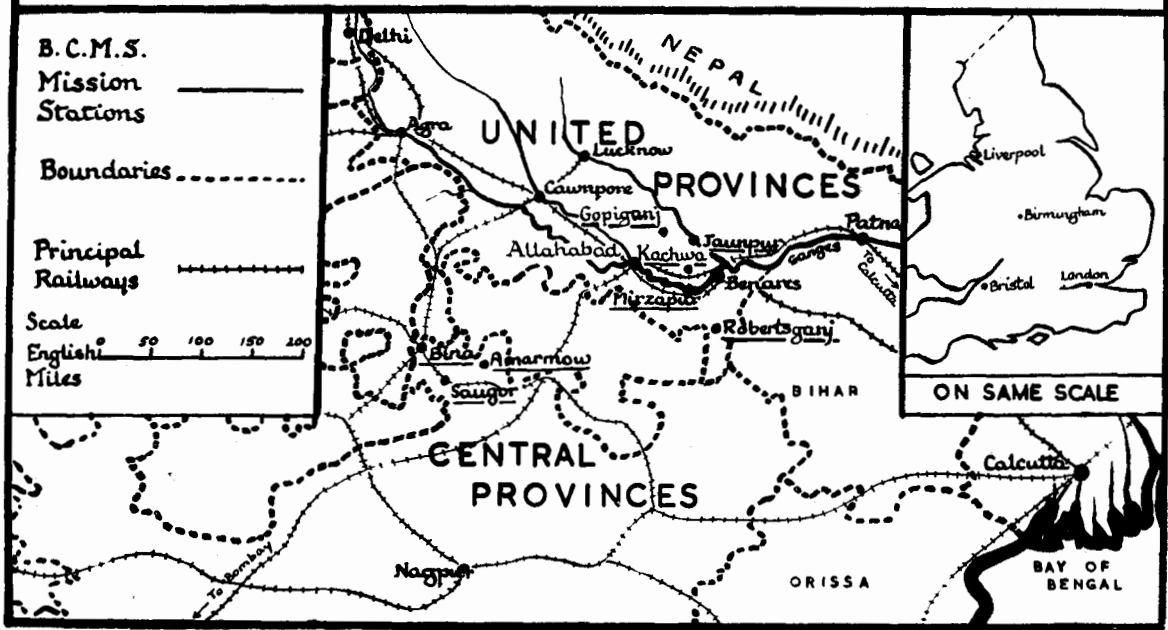 B.C.M.S.
Mission
Stations
Boundaries
Principal
Railways
Scale
English
Miles
0 50 100 150 200
Delhi
NEPAL
Agra
UNITED
Lucknow
PROVINCES
Cawnpore
Gopiganj
Patna
Allahabad
Kachwa
Jaunpur
Ganges
To
Calcutta
Mirzapur
Benares
Robertsganj
Bina
Amarmow
Saugor
BIHAR
CENTRAL
PROVINCES
Calcutta
To Bombay
Nagpur
ORISSA
BAY OF
BENGAL
Liverpool
Birmingham
Bristol
London
ON SAME SCALE